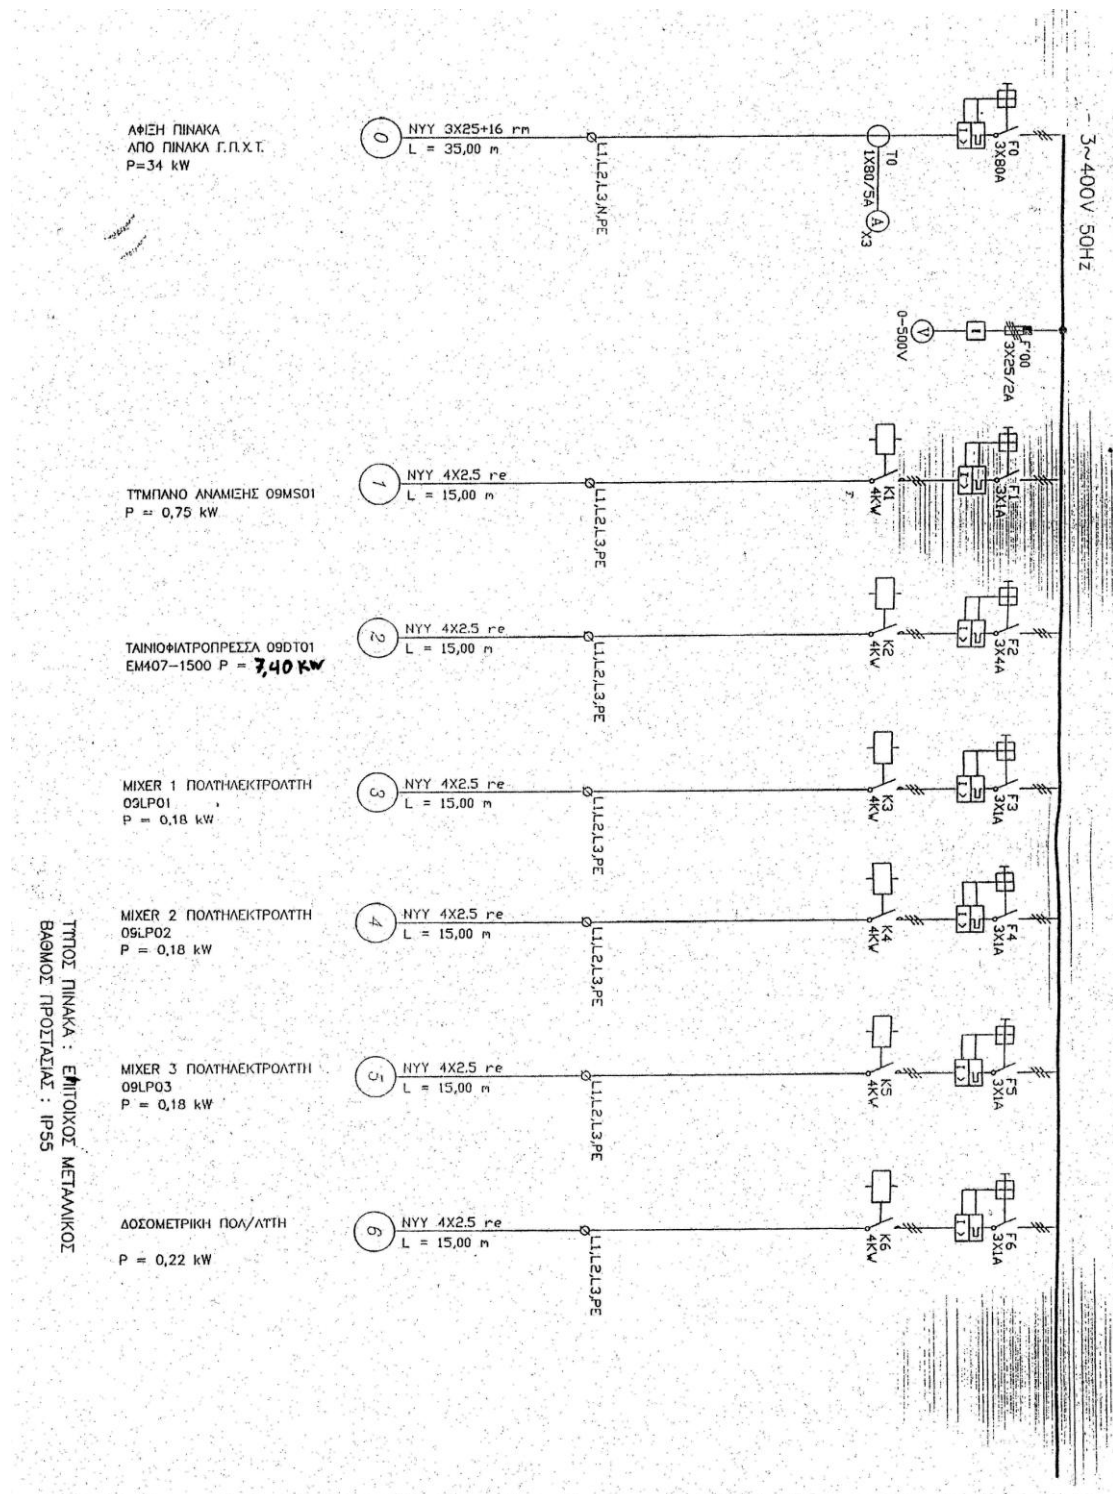 3~400V 50Hz
ΑΦΙΞΗ ΠΙΝΑΚΑ
ΑΠΟ ΠΙΝΑΚΑ Γ.Π.Χ.Τ.
P=34 kW
0
NYY 3X25+16 rm
L = 35,00 m
L1,L2,L3,N,PE
T0
1X80/5A
A
X3
F0
3X80A
F'00
3X25/2A
V
0-500V
ΤΥΜΠΑΝΟ ΑΝΑΜΙΞΗΣ 09MS01
P = 0,75 kW
1
NYY 4X2.5 re
L = 15,00 m
L1,L2,L3,PE
K1
4KW
F1
3X1A
ΤΑΙΝΙΟΦΙΛΤΡΟΠΡΕΣΣΑ 09DT01
EM407-1500 P = 7,40 KW
2
NYY 4X2.5 re
L = 15,00 m
L1,L2,L3,PE
K2
4KW
F2
3X4A
MIXER 1 ΠΟΛΥΗΛΕΚΤΡΟΛΥΤΗ
09LP01
P = 0,18 kW
3
NYY 4X2.5 re
L = 15,00 m
L1,L2,L3,PE
K3
4KW
F3
3X1A
MIXER 2 ΠΟΛΥΗΛΕΚΤΡΟΛΥΤΗ
09LP02
P = 0,18 kW
4
NYY 4X2.5 re
L = 15,00 m
L1,L2,L3,PE
K4
4KW
F4
3X1A
MIXER 3 ΠΟΛΥΗΛΕΚΤΡΟΛΥΤΗ
09LP03
P = 0,18 kW
5
NYY 4X2.5 re
L = 15,00 m
L1,L2,L3,PE
K5
4KW
F5
3X1A
ΔΟΣΟΜΕΤΡΙΚΗ ΠΟΛ/ΛΥΤΗ
P = 0,22 kW
6
NYY 4X2.5 re
L = 15,00 m
L1,L2,L3,PE
K6
4KW
F6
3X1A
ΤΥΠΟΣ ΠΙΝΑΚΑ : ΕΠΙΤΟΙΧΟΣ ΜΕΤΑΛΛΙΚΟΣ
ΒΑΘΜΟΣ ΠΡΟΣΤΑΣΙΑΣ : IP55